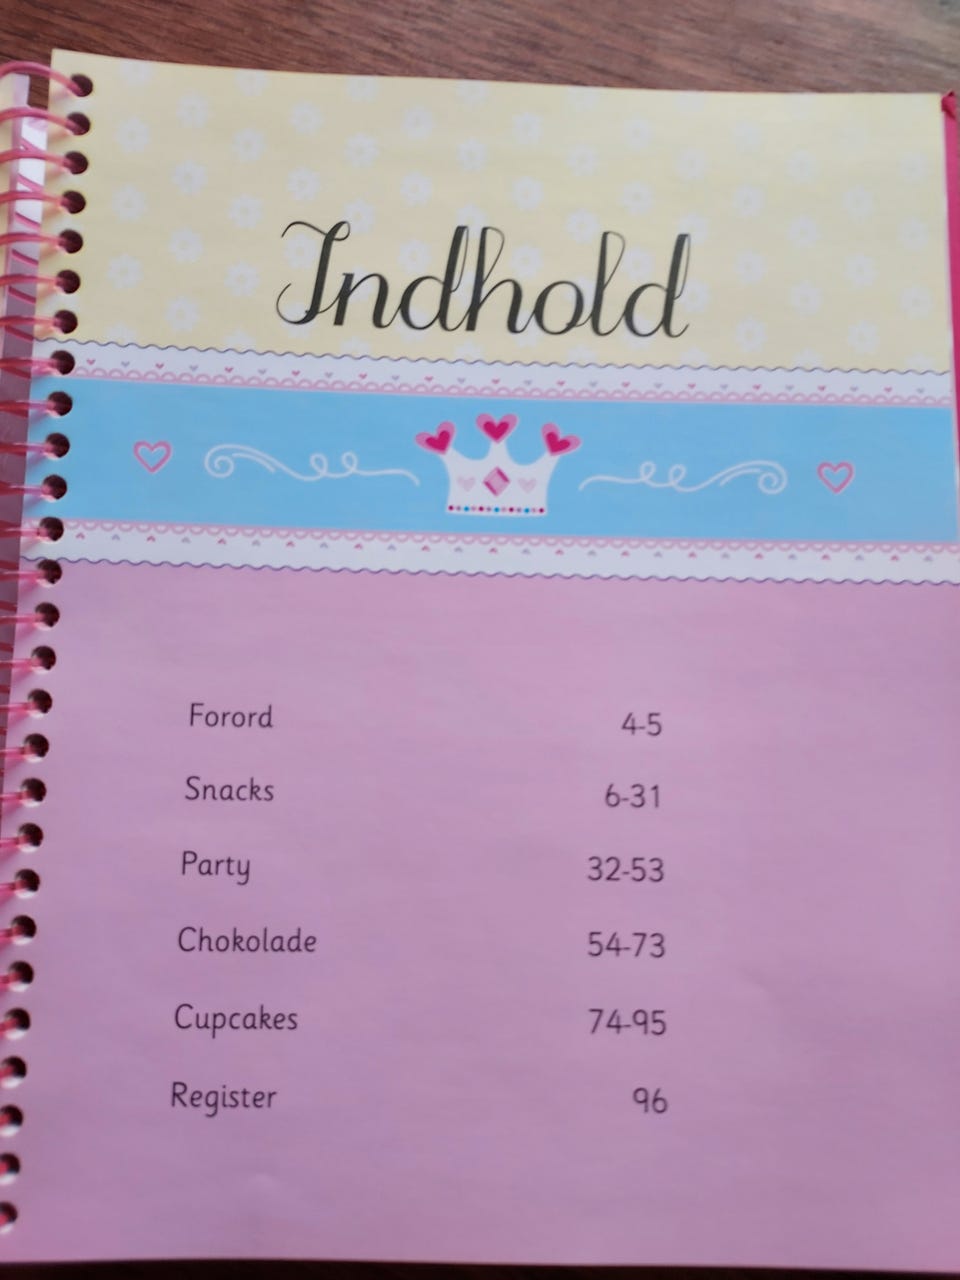 Indhold
Forord 4-5
Snacks 6-31
Party 32-53
Chokolade 54-73
Cupcakes 74-95
Register 96